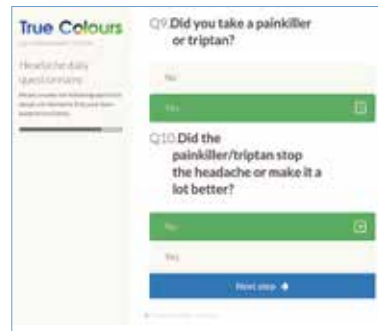 True Colours
Headache daily
questionnaire
Q9. Did you take a painkiller
or triptan?
No
Yes
Q10. Did the
painkiller/triptan stop
the headache or make it a
lot better?
No
Yes
Next step